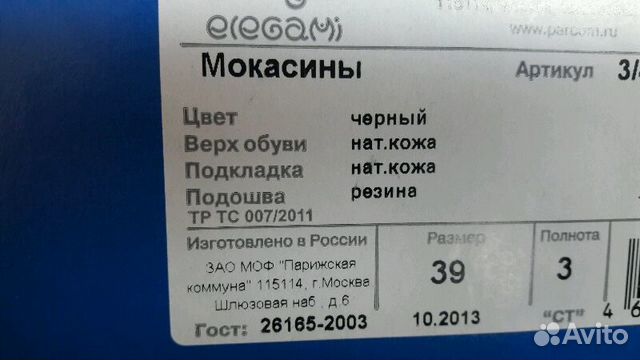 elegami
www.parcom.ru
Мокасины
Артикул
Цвет черный
Верх обуви нат.кожа
Подкладка нат.кожа
Подошва резина
ТР ТС 007/2011
Изготовлено в России
ЗАО МОФ "Парижская
коммуна" 115114, г.Москва
Шлюзовая наб., д.6
Гост: 26165-2003
Размер
39
10.2013
Полнота
3
"СТ"
Avito